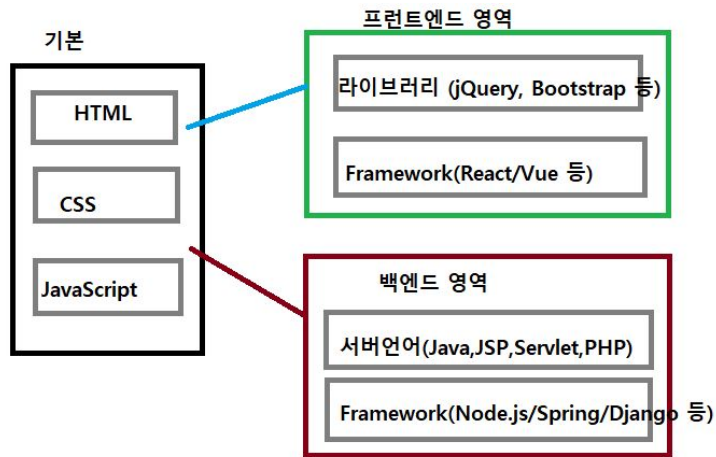 기본
HTML
CSS
JavaScript
프런트엔드 영역
라이브러리 (jQuery, Bootstrap 등)
Framework(React/Vue 등)
백엔드 영역
서버언어(Java,JSP,Servlet,PHP)
Framework(Node.js/Spring/Django 등)